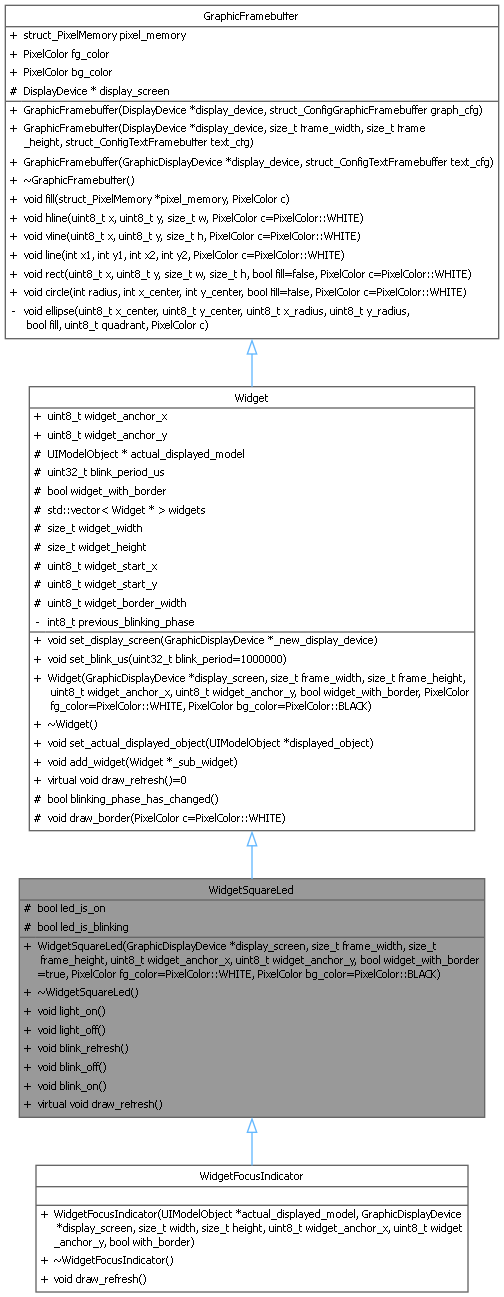 GraphicFramebuffer
+ struct_PixelMemory pixel_memory
+ PixelColor fg_color
+ PixelColor bg_color
# DisplayDevice * display_screen
+ GraphicFramebuffer(DisplayDevice *display_device, struct_ConfigGraphicFramebuffer graph_cfg)
+ GraphicFramebuffer(DisplayDevice *display_device, size_t frame_width, size_t frame
_height, struct_ConfigTextFramebuffer text_cfg)
+ GraphicFramebuffer(GraphicDisplayDevice *display_device, struct_ConfigTextFramebuffer text_cfg)
+ ~GraphicFramebuffer()
+ void fill(struct_PixelMemory *pixel_memory, PixelColor c)
+ void hline(uint8_t x, uint8_t y, size_t w, PixelColor c=PixelColor::WHITE)
+ void vline(uint8_t x, uint8_t y, size_t h, PixelColor c=PixelColor::WHITE)
+ void line(int x1, int y1, int x2, int y2, PixelColor c=PixelColor::WHITE)
+ void rect(uint8_t x, uint8_t y, size_t w, size_t h, bool fill=false, PixelColor c=PixelColor::WHITE)
+ void circle(int radius, int x_center, int y_center, bool fill=false, PixelColor c=PixelColor::WHITE)
- void ellipse(uint8_t x_center, uint8_t y_center, uint8_t x_radius, uint8_t y_radius,
bool fill, uint8_t quadrant, PixelColor c)
Widget
+ uint8_t widget_anchor_x
+ uint8_t widget_anchor_y
# UIModelObject * actual_displayed_model
# uint32_t blink_period_us
# bool widget_with_border
# std::vector< Widget * > widgets
# size_t widget_width
# size_t widget_height
# uint8_t widget_start_x
# uint8_t widget_start_y
# uint8_t widget_border_width
- int8_t previous_blinking_phase
+ void set_display_screen(GraphicDisplayDevice *_new_display_device)
+ void set_blink_us(uint32_t blink_period=1000000)
+ Widget(GraphicDisplayDevice *display_screen, size_t frame_width, size_t frame_height,
uint8_t widget_anchor_x, uint8_t widget_anchor_y, bool widget_with_border, PixelColor
fg_color=PixelColor::WHITE, PixelColor bg_color=PixelColor::BLACK)
+ ~Widget()
+ void set_actual_displayed_object(UIModelObject *displayed_object)
+ void add_widget(Widget *_sub_widget)
+ virtual void draw_refresh()=0
# bool blinking_phase_has_changed()
# void draw_border(PixelColor c=PixelColor::WHITE)
WidgetSquareLed
# bool led_is_on
# bool led_is_blinking
+ WidgetSquareLed(GraphicDisplayDevice *display_screen, size_t frame_width, size_t
frame_height, uint8_t widget_anchor_x, uint8_t widget_anchor_y, bool widget_with_border
=true, PixelColor fg_color=PixelColor::WHITE, PixelColor bg_color=PixelColor::BLACK)
+ ~WidgetSquareLed()
+ void light_on()
+ void light_off()
+ void blink_refresh()
+ void blink_off()
+ void blink_on()
+ virtual void draw_refresh()
WidgetFocusIndicator
+ WidgetFocusIndicator(UIModelObject *actual_displayed_model, GraphicDisplayDevice
*display_screen, size_t width, size_t height, uint8_t widget_anchor_x, uint8_t widget
_anchor_y, bool with_border)
+ ~WidgetFocusIndicator()
+ void draw_refresh()